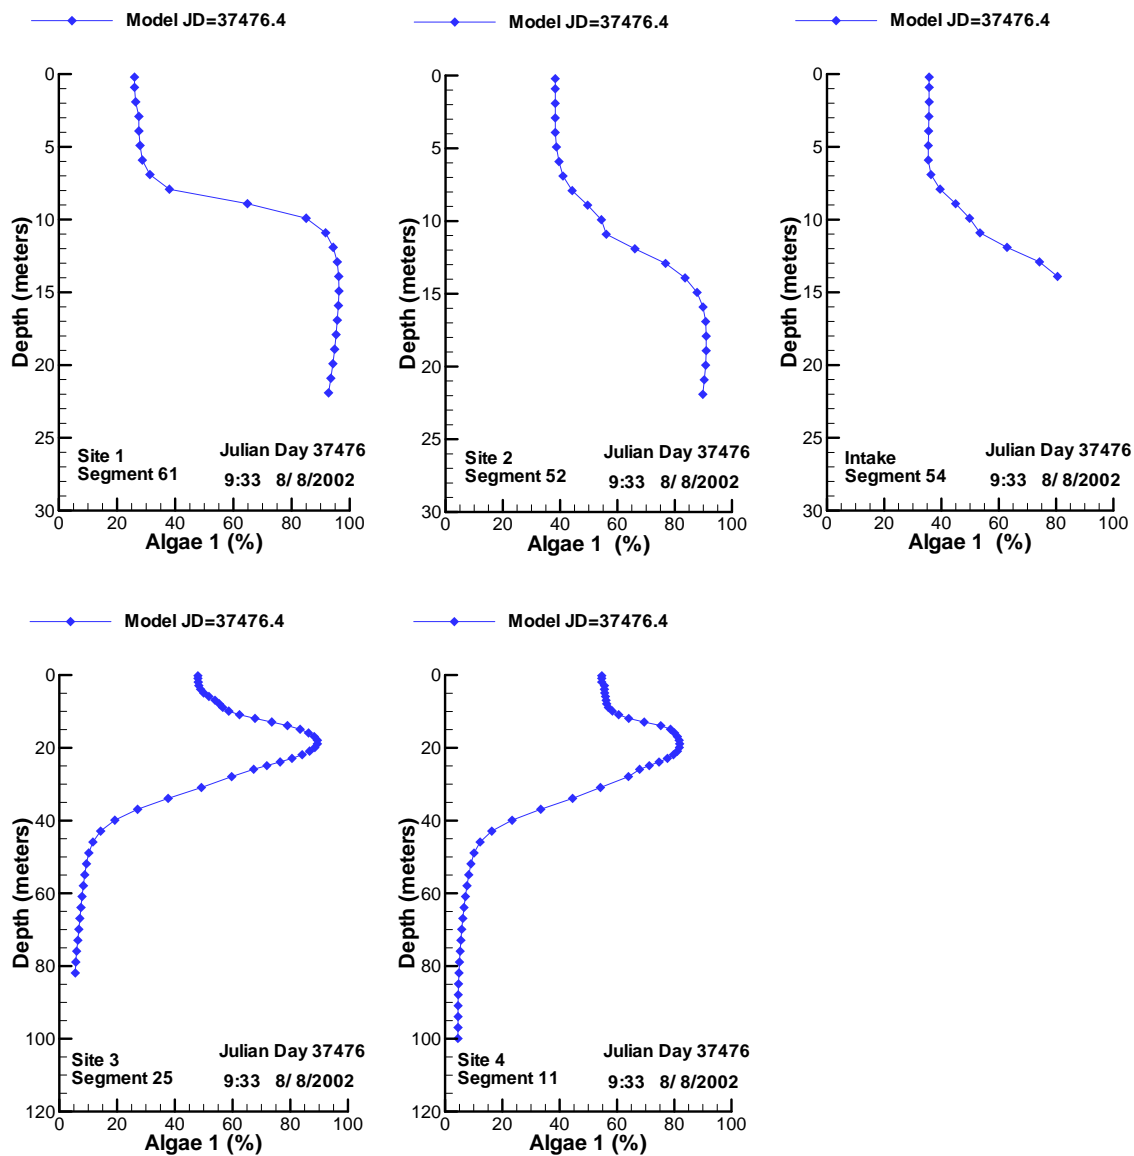 Model JD=37476.4
0
5
10
15
20
25
30
Depth (meters)
Site 1
Segment 61
Julian Day 37476
9:33 8/ 8/2002
0 20 40 60 80 100
Algae 1 (%)
Model JD=37476.4
0
5
10
15
20
25
30
Depth (meters)
Site 2
Segment 52
Julian Day 37476
9:33 8/ 8/2002
0 20 40 60 80 100
Algae 1 (%)
Model JD=37476.4
0
5
10
15
20
25
30
Depth (meters)
Intake
Segment 54
Julian Day 37476
9:33 8/ 8/2002
0 20 40 60 80 100
Algae 1 (%)
Model JD=37476.4
0
20
40
60
80
100
120
Depth (meters)
Site 3
Segment 25
Julian Day 37476
9:33 8/ 8/2002
0 20 40 60 80 100
Algae 1 (%)
Model JD=37476.4
0
20
40
60
80
100
120
Depth (meters)
Site 4
Segment 11
Julian Day 37476
9:33 8/ 8/2002
0 20 40 60 80 100
Algae 1 (%)